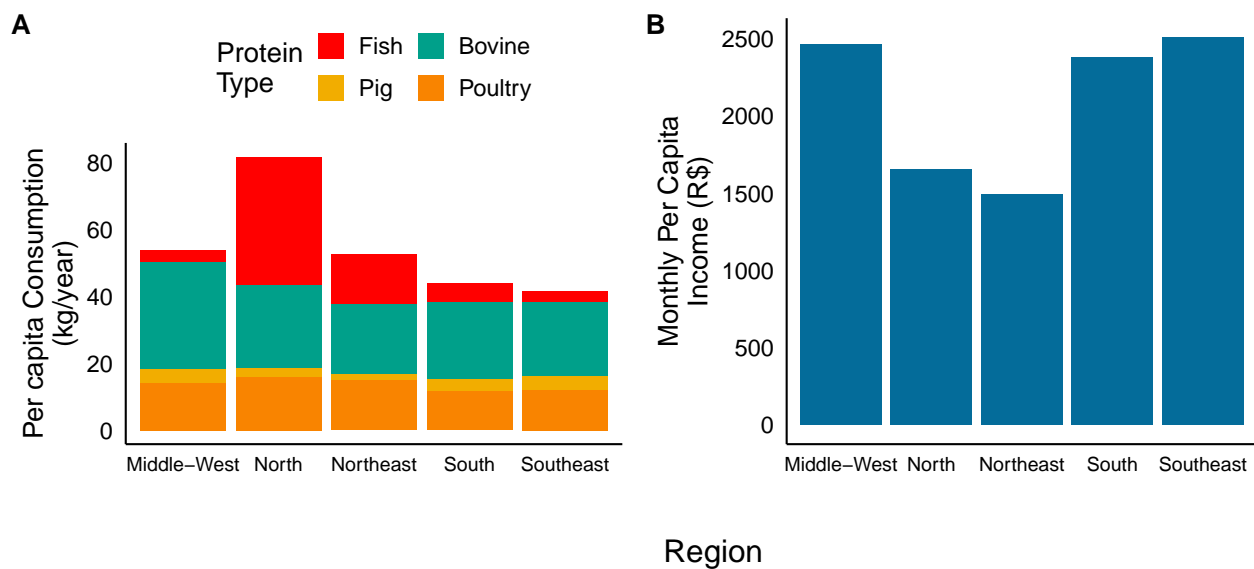 A
Protein
Type
Fish
Bovine
Pig
Poultry
Per capita Consumption
(kg/year)
80
60
40
20
0
Middle−West
North
Northeast
South
Southeast
B
Monthly Per Capita
Income (R$)
2500
2000
1500
1000
500
0
Middle−West
North
Northeast
South
Southeast
Region